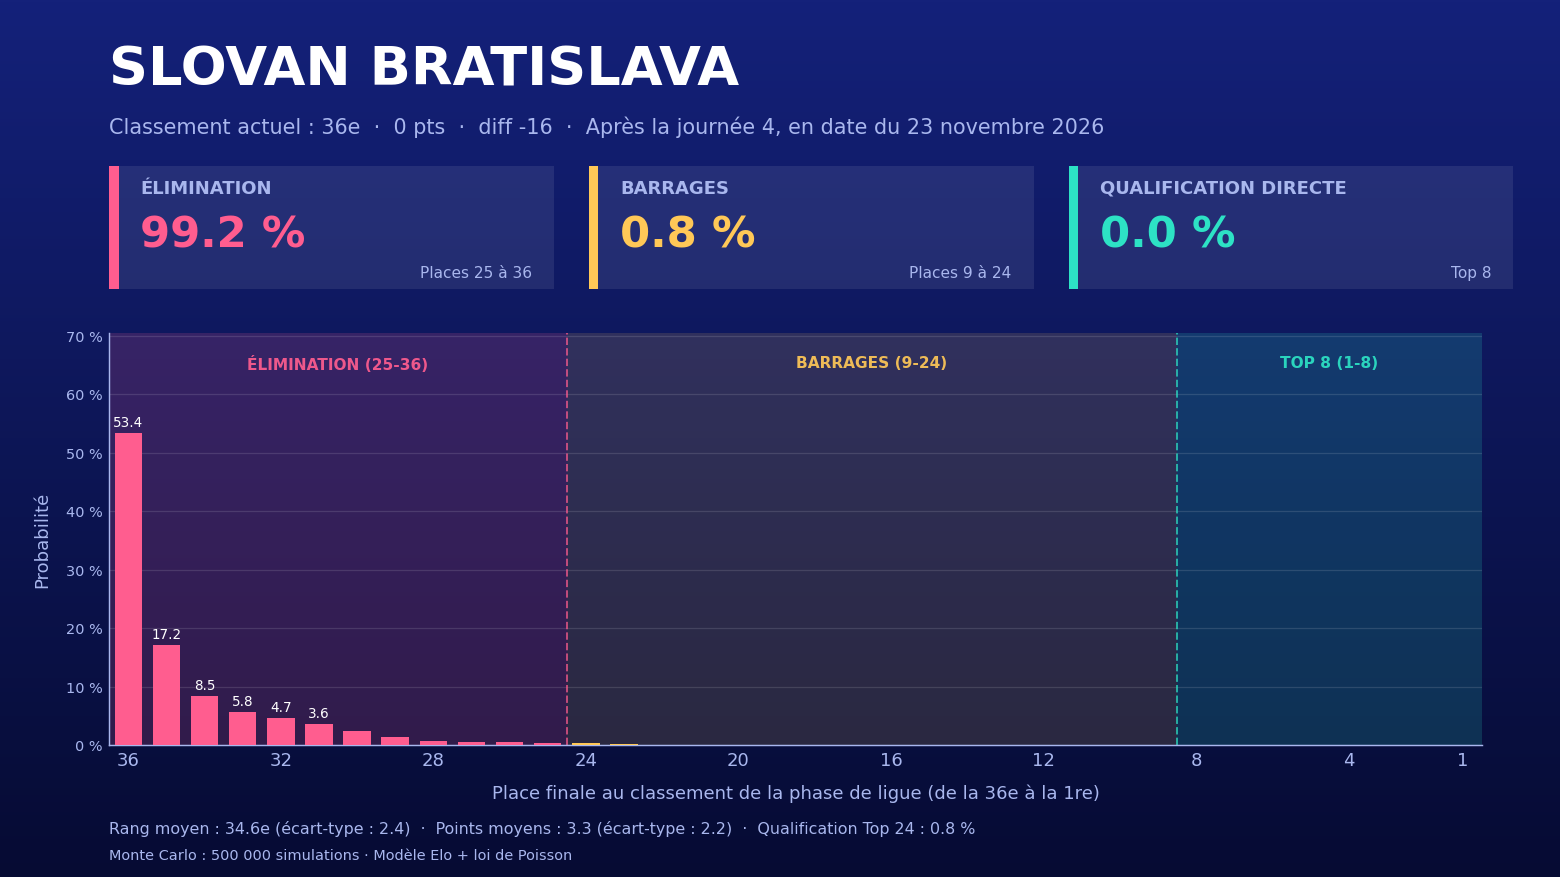 SLOVAN BRATISLAVA
Classement actuel : 36e · 0 pts · diff -16 · Après la journée 4, en date du 23 novembre 2026
ÉLIMINATION
99.2 %
Places 25 à 36
BARRAGES
0.8 %
Places 9 à 24
QUALIFICATION DIRECTE
0.0 %
Top 8
70 %
60 %
50 %
40 %
30 %
20 %
10 %
0 %
Probabilité
ÉLIMINATION (25-36)
BARRAGES (9-24)
TOP 8 (1-8)
53.4
17.2
8.5
5.8
4.7
3.6
36 32 28 24 20 16 12 8 4 1
Place finale au classement de la phase de ligue (de la 36e à la 1re)
Rang moyen : 34.6e (écart-type : 2.4) · Points moyens : 3.3 (écart-type : 2.2) · Qualification Top 24 : 0.8 %
Monte Carlo : 500 000 simulations · Modèle Elo + loi de Poisson